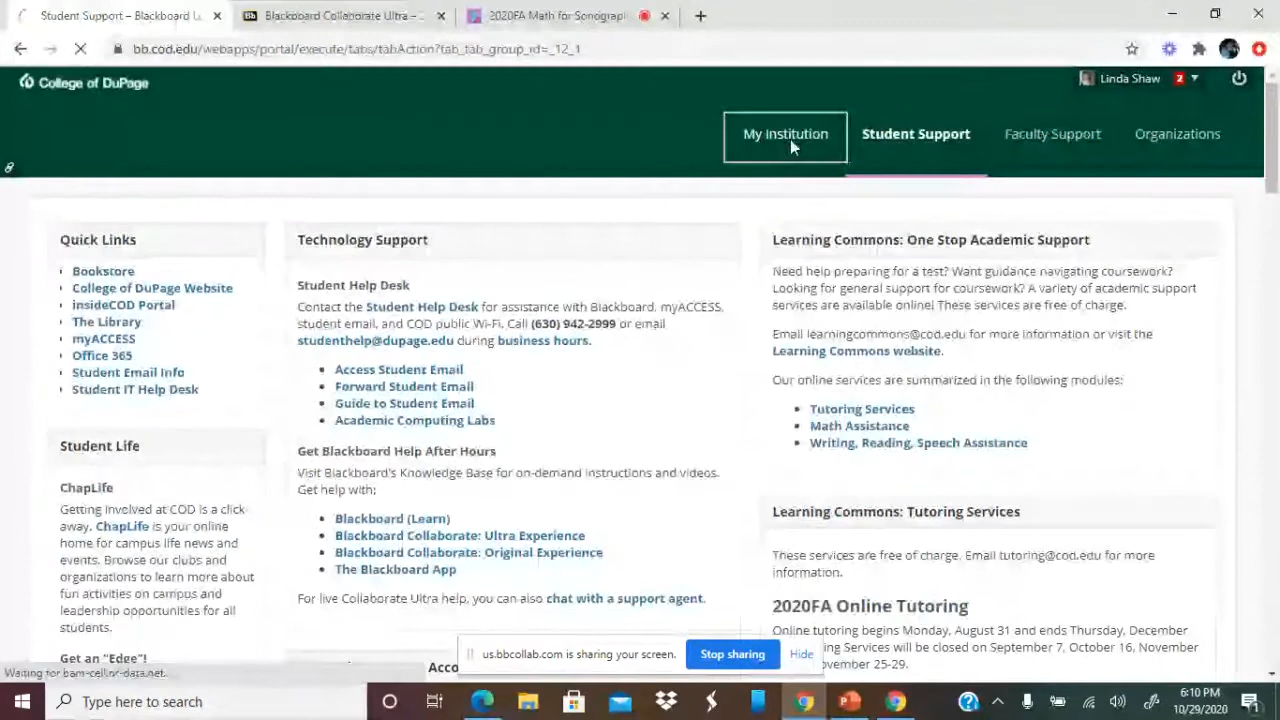 Student Support – Blackboard L
Blackboard Collaborate Ultra –
2020FA Math for Sonograph
bb.cod.edu/webapps/portal/execute/tabs/tabAction?tab_tab_group_id=_12_1
College of DuPage
Linda Shaw 2
My Institution
Student Support
Faculty Support
Organizations
Quick Links
Bookstore
College of DuPage Website
insideCOD Portal
The Library
myACCESS
Office 365
Student Email Info
Student IT Help Desk
Student Life
ChapLife
Getting involved at COD is a click
away. ChapLife is your online
home for campus life news and
events. Browse our clubs and
organizations to learn more about
fun activities on campus and
leadership opportunities for all
students.
Get an "Edge"!
Technology Support
Student Help Desk
Contact the Student Help Desk for assistance with Blackboard, myACCESS,
student email, and COD public Wi-Fi. Call (630) 942-2999 or email
studenthelp@dupage.edu during business hours.
Access Student Email
Forward Student Email
Guide to Student Email
Academic Computing Labs
Get Blackboard Help After Hours
Visit Blackboard's Knowledge Base for on-demand instructions and videos.
Get help with:
Blackboard (Learn)
Blackboard Collaborate: Ultra Experience
Blackboard Collaborate: Original Experience
The Blackboard App
For live Collaborate Ultra help, you can also chat with a support agent.
Learning Commons: One Stop Academic Support
Need help preparing for a test? Want guidance navigating coursework?
Looking for general support for coursework? A variety of academic support
services are available online! These services are free of charge.
Email learningcommons@cod.edu for more information or visit the
Learning Commons website.
Our online services are summarized in the following modules:
Tutoring Services
Math Assistance
Writing, Reading, Speech Assistance
Learning Commons: Tutoring Services
These services are free of charge. Email tutoring@cod.edu for more
information.
2020FA Online Tutoring
Online tutoring begins Monday, August 31 and ends Thursday, December
Services will be closed on September 7, October 16, November
November 25-29.
us.bbcollab.com is sharing your screen.
Stop sharing
Hide
Waiting for bam-cell.nr-data.net...
Type here to search
6:10 PM
10/29/2020